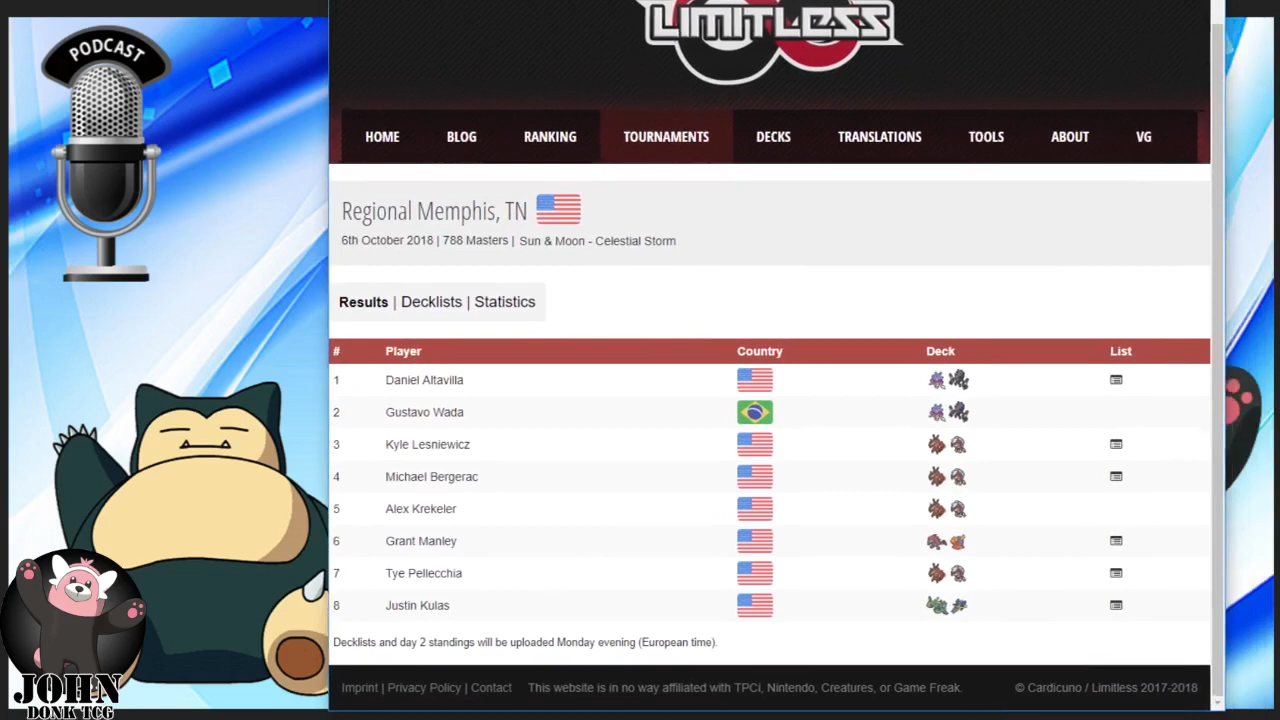 PODCAST
LIMITLESS
HOME BLOG RANKING TOURNAMENTS DECKS TRANSLATIONS TOOLS ABOUT VG
Regional Memphis, TN
6th October 2018 | 788 Masters | Sun & Moon - Celestial Storm
Results | Decklists | Statistics
# Player Country Deck List
1 Daniel Altavilla
2 Gustavo Wada
3 Kyle Lesniewicz
4 Michael Bergerac
5 Alex Krekeler
6 Grant Manley
7 Tye Pellecchia
8 Justin Kulas
Decklists and day 2 standings will be uploaded Monday evening (European time).
Imprint | Privacy Policy | Contact This website is in no way affiliated with TPCi, Nintendo, Creatures, or Game Freak. © Cardicuno / Limitless 2017-2018
JOHN
DONK TCG